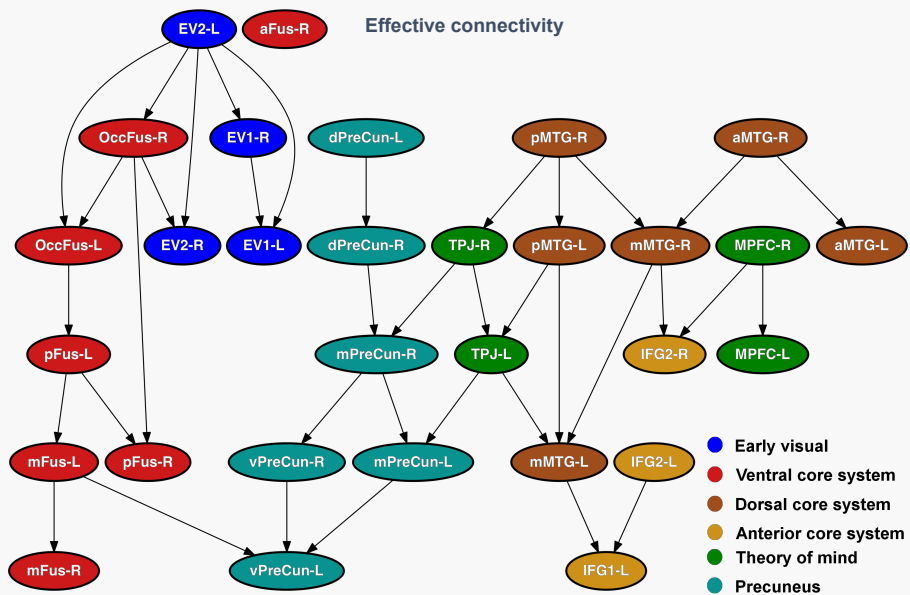 Effective connectivity
EV2-L
aFus-R
OccFus-R
EV1-R
dPreCun-L
pMTG-R
aMTG-R
OccFus-L
EV2-R
EV1-L
dPreCun-R
TPJ-R
pMTG-L
mMTG-R
MPFC-R
aMTG-L
pFus-L
mPreCun-R
TPJ-L
IFG2-R
MPFC-L
mFus-L
pFus-R
vPreCun-R
mPreCun-L
mMTG-L
IFG2-L
mFus-R
vPreCun-L
IFG1-L
Early visual
Ventral core system
Dorsal core system
Anterior core system
Theory of mind
Precuneus